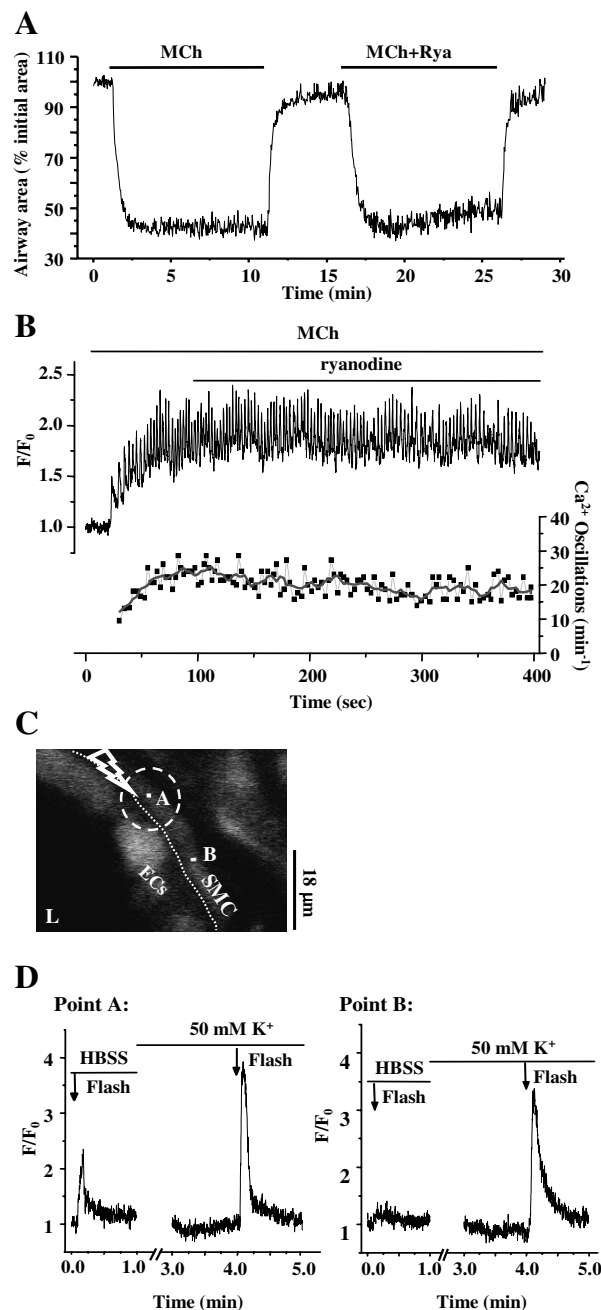 A
MCh
MCh+Rya
110
90
70
50
30
Airway area (% initial area)
0
5
10
15
20
25
30
Time (min)
B
MCh
ryanodine
2.5
2.0
1.5
1.0
F/F0
40
30
20
10
0
Ca2+ Oscillations (min-1)
0
100
200
300
400
Time (sec)
C
A
B
ECs
SMC
L
18 µm
D
Point A:
50 mM K+
HBSS
Flash
Flash
4
3
2
1
F/F0
0.0
1.0
3.0
4.0
5.0
Time (min)
Point B:
50 mM K+
HBSS
Flash
Flash
4
3
2
1
F/F0
0.0
1.0
3.0
4.0
5.0
Time (min)